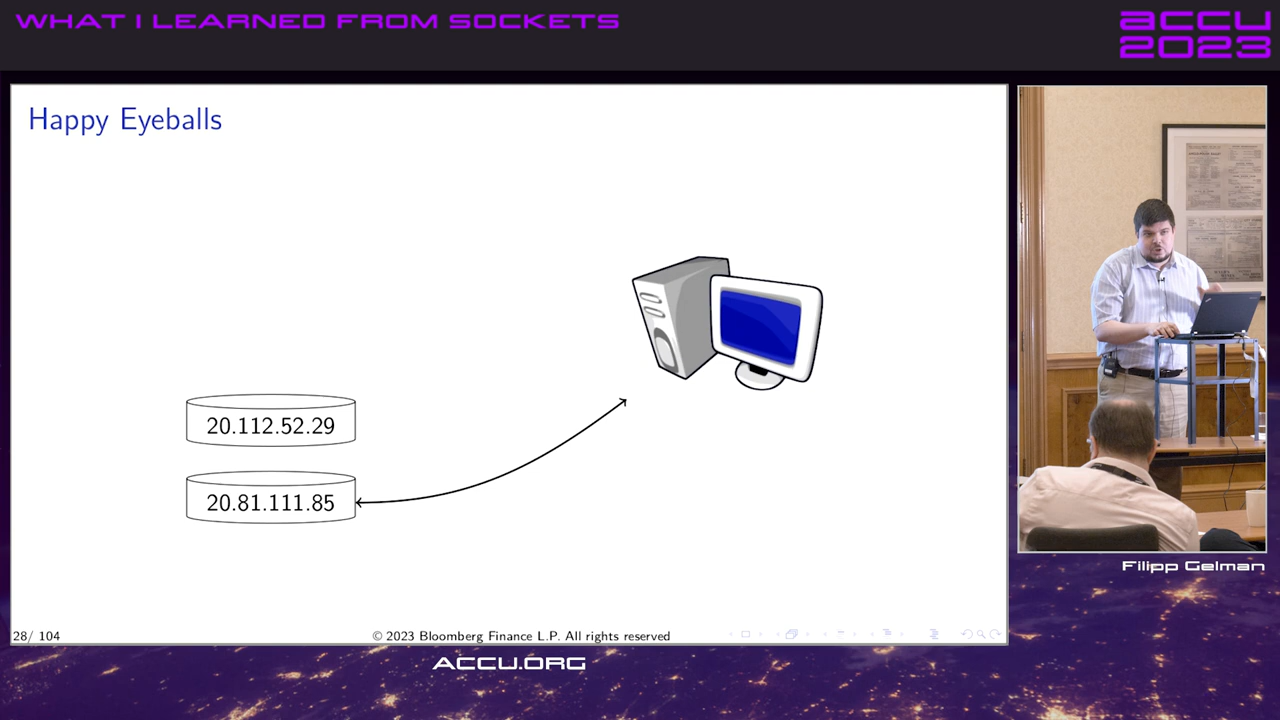 WHAT I LEARNED FROM SOCKETS
ACCU
2023
Happy Eyeballs
20.112.52.29
20.81.111.85
28/ 104
© 2023 Bloomberg Finance L.P. All rights reserved
Filipp Gelman
ACCU.ORG